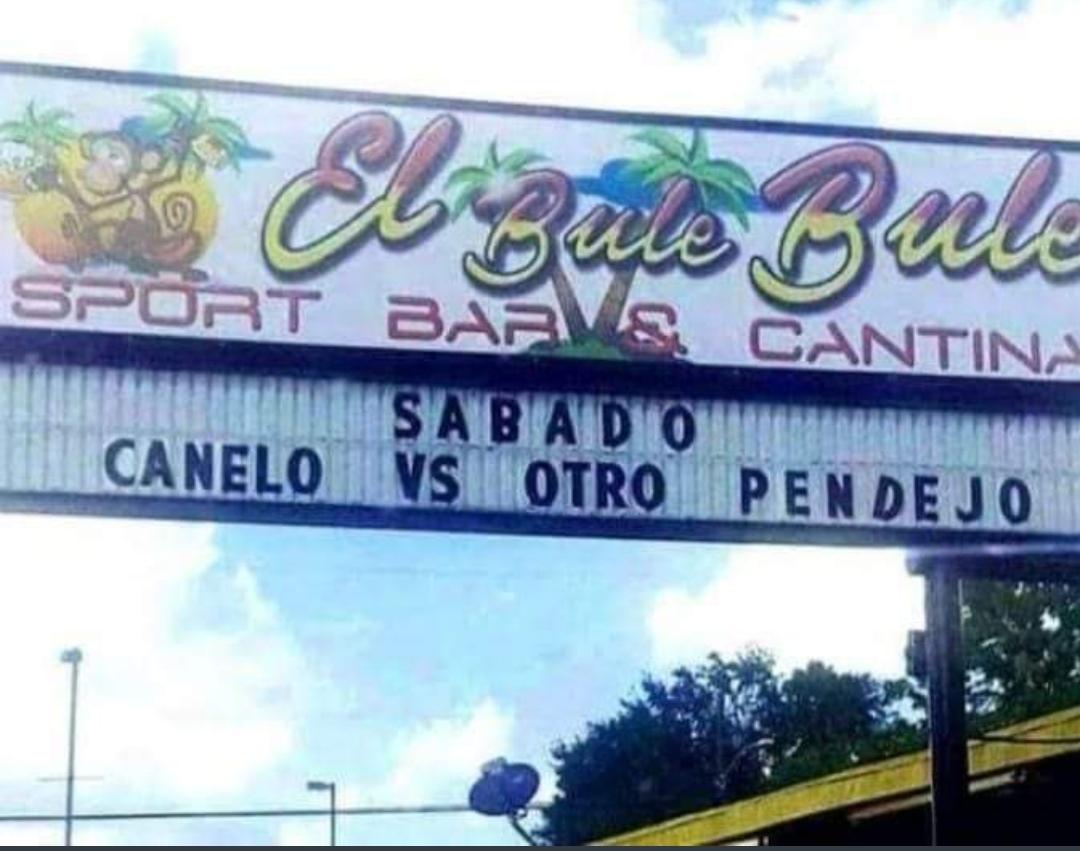 El Bule Bule
SPORT BAR & CANTINA
SABADO
CANELO VS OTRO PENDEJO